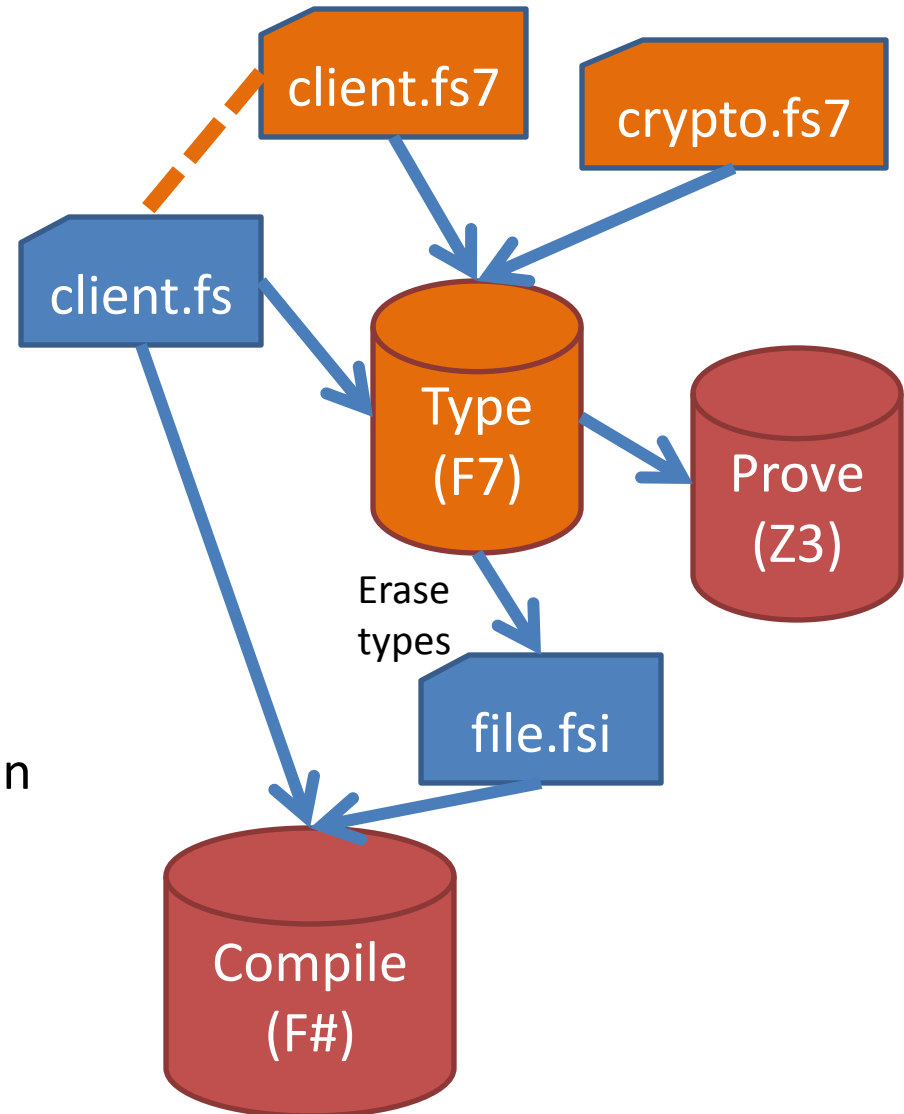 client.fs7
crypto.fs7
client.fs
Type
(F7)
Prove
(Z3)
Erase
types
file.fsi
n
Compile
(F#)